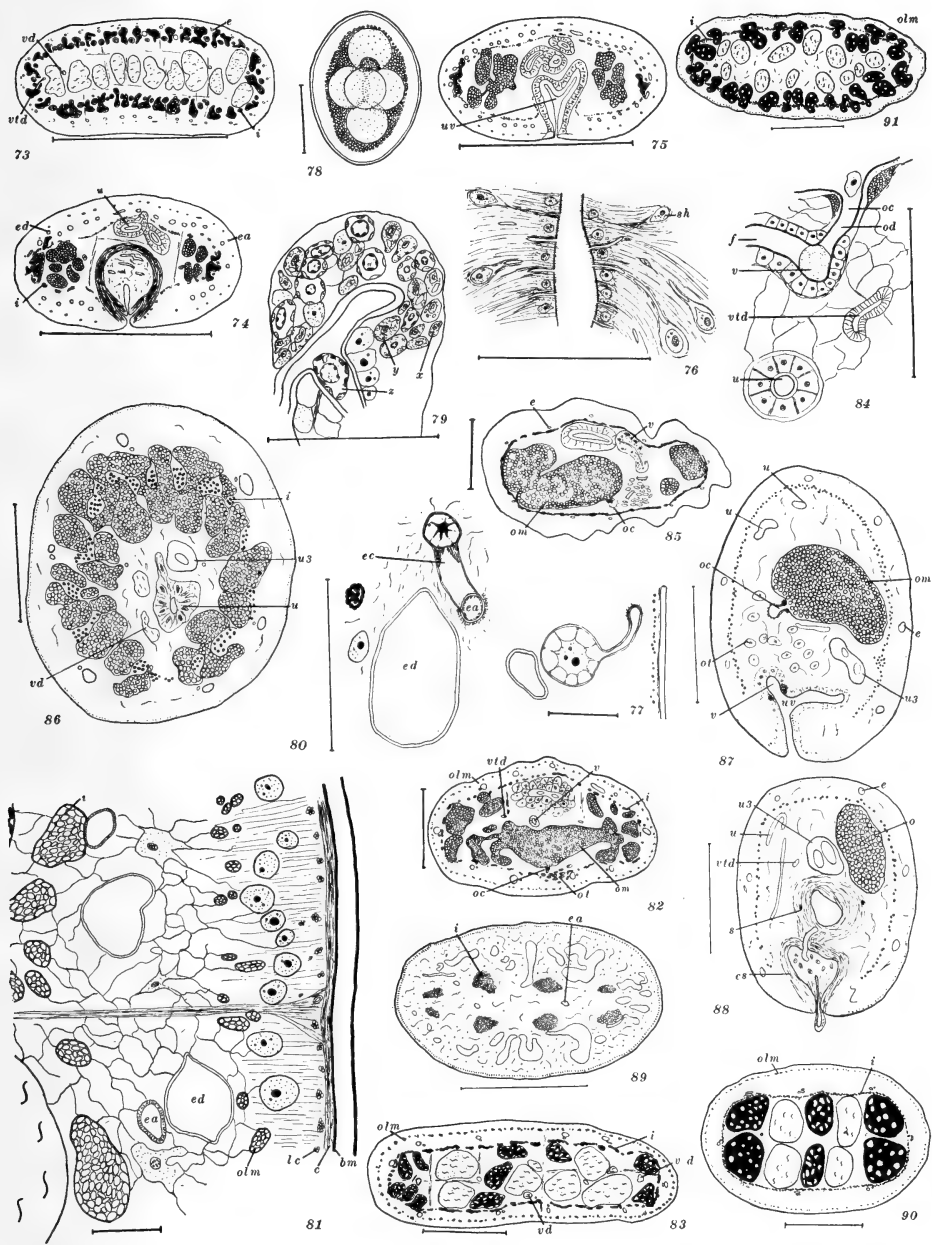 vd e
vtd i
73
78
uv
75
i olm
91
u
ed ea
i
74
y x
z
79
sh
76
oc
od
f
v
vtd
u
84
e v
om oc
85
i
u3
u
vd
86
ec
ea
ed
80
77
u
u
oc om
ot e
u3
v uv
87
i
ed
ea
olm lc c bm
81
olm vtd v i
oc ot om
82
i ea
89
olm i
vd
vd
83
e
u3 o
u
vtd
s
cs
88
olm i
90